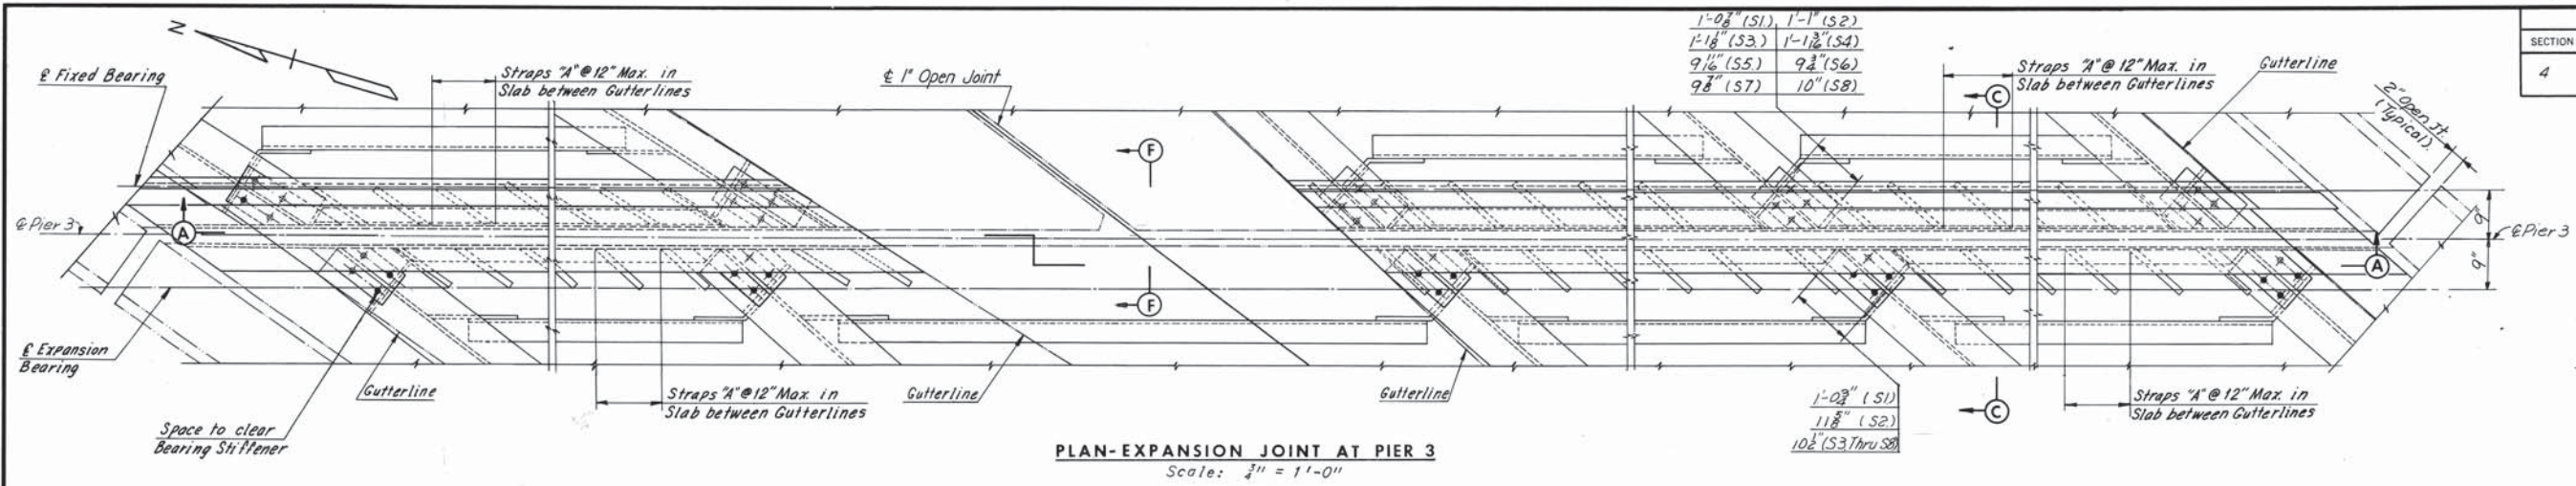 N
SECTION
4
℄ Fixed Bearing
Straps "A" @ 12" Max. in
Slab between Gutterlines
℄ 1" Open Joint
1'-0⅞" (S1) 1'-1" (S2)
1'-1⅛" (S3) 1'-1 3/16" (S4)
9 11/16" (S5) 9¾" (S6)
9⅞" (S7) 10" (S8)
Straps "A" @ 12" Max. in
Slab between Gutterlines
Gutterline
2" Open Jt.
(Typical)
C
F
℄ Pier 3
A
9"
9"
℄ Pier 3
A
F
℄ Expansion
Bearing
Gutterline
Straps "A" @ 12" Max. in
Slab between Gutterlines
Gutterline
Gutterline
1'-0¾" (S1)
11⅝" (S2)
10½" (S3 Thru S8)
C
Straps "A" @ 12" Max. in
Slab between Gutterlines
Space to clear
Bearing Stiffener
PLAN-EXPANSION JOINT AT PIER 3
Scale: ¾" = 1'-0"